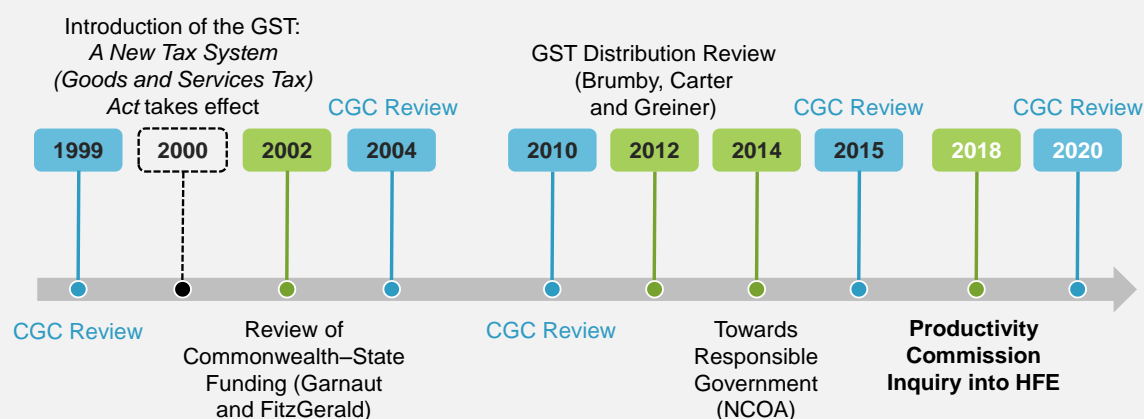 Introduction of the GST:
A New Tax System
(Goods and Services Tax)
Act takes effect
CGC Review
GST Distribution Review
(Brumby, Carter
and Greiner)
CGC Review
CGC Review
1999
2000
2002
2004
2010
2012
2014
2015
2018
2020
CGC Review
Review of
Commonwealth–State
Funding (Garnaut
and FitzGerald)
CGC Review
Towards
Responsible
Government
(NCOA)
Productivity
Commission
Inquiry into HFE